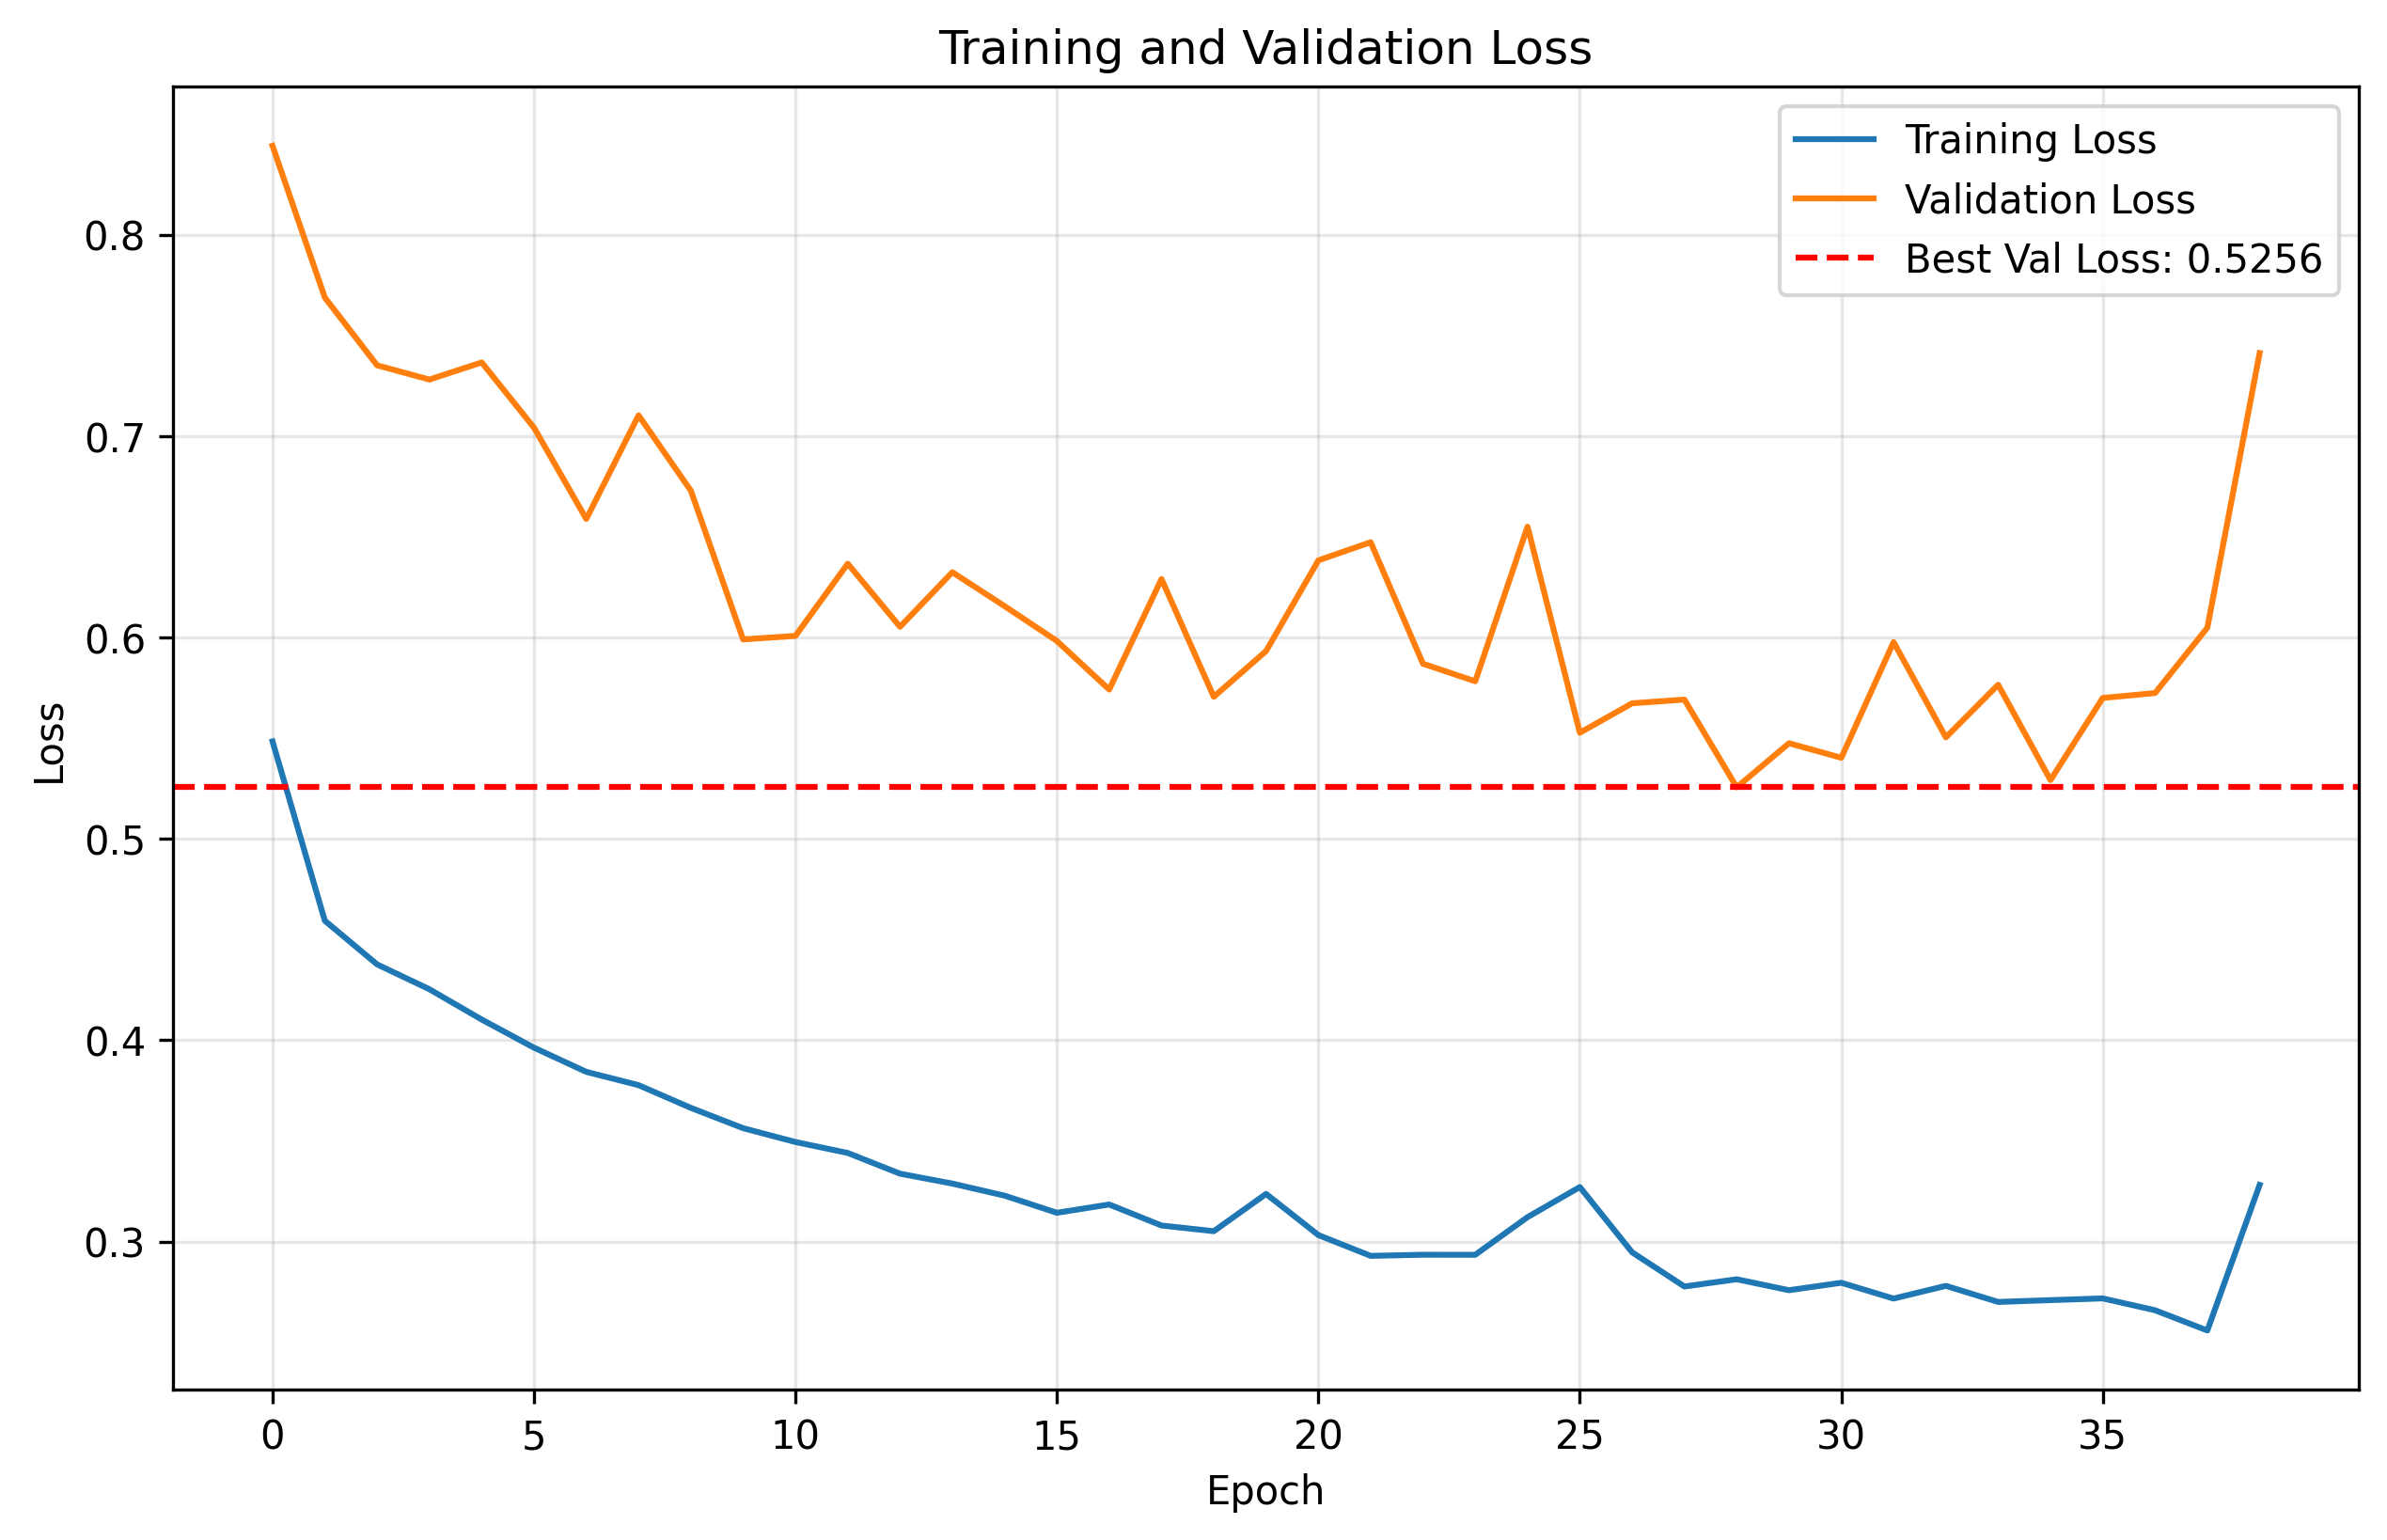 Training and Validation Loss
Training Loss
Validation Loss
Best Val Loss: 0.5256
0.8
0.7
0.6
0.5
0.4
0.3
Loss
0 5 10 15 20 25 30 35
Epoch